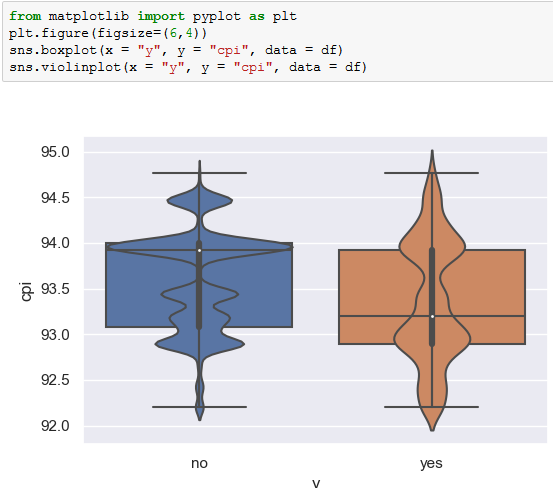 from matplotlib import pyplot as plt
plt.figure(figsize=(6,4))
sns.boxplot(x = "y", y = "cpi", data = df)
sns.violinplot(x = "y", y = "cpi", data = df)
95.0
94.5
94.0
93.5
93.0
92.5
92.0
cpi
no yes
y